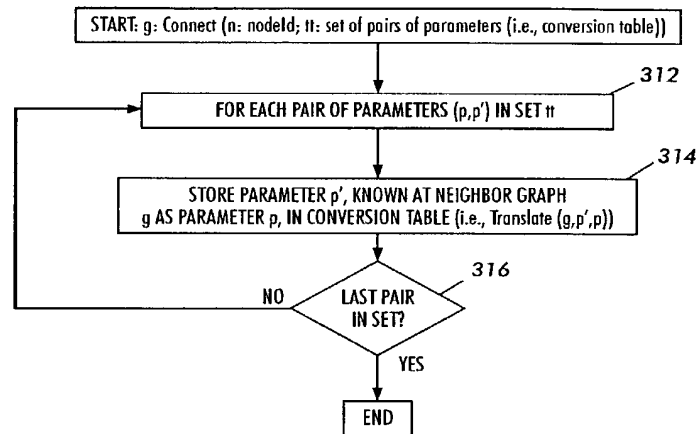 START: g: Connect (n: nodeId; tt: set of pairs of parameters (i.e., conversion table))
312
FOR EACH PAIR OF PARAMETERS (p,p') IN SET tt
314
STORE PARAMETER p', KNOWN AT NEIGHBOR GRAPH
g AS PARAMETER p, IN CONVERSION TABLE (i.e., Translate (g,p',p))
316
NO
LAST PAIR
IN SET?
YES
END